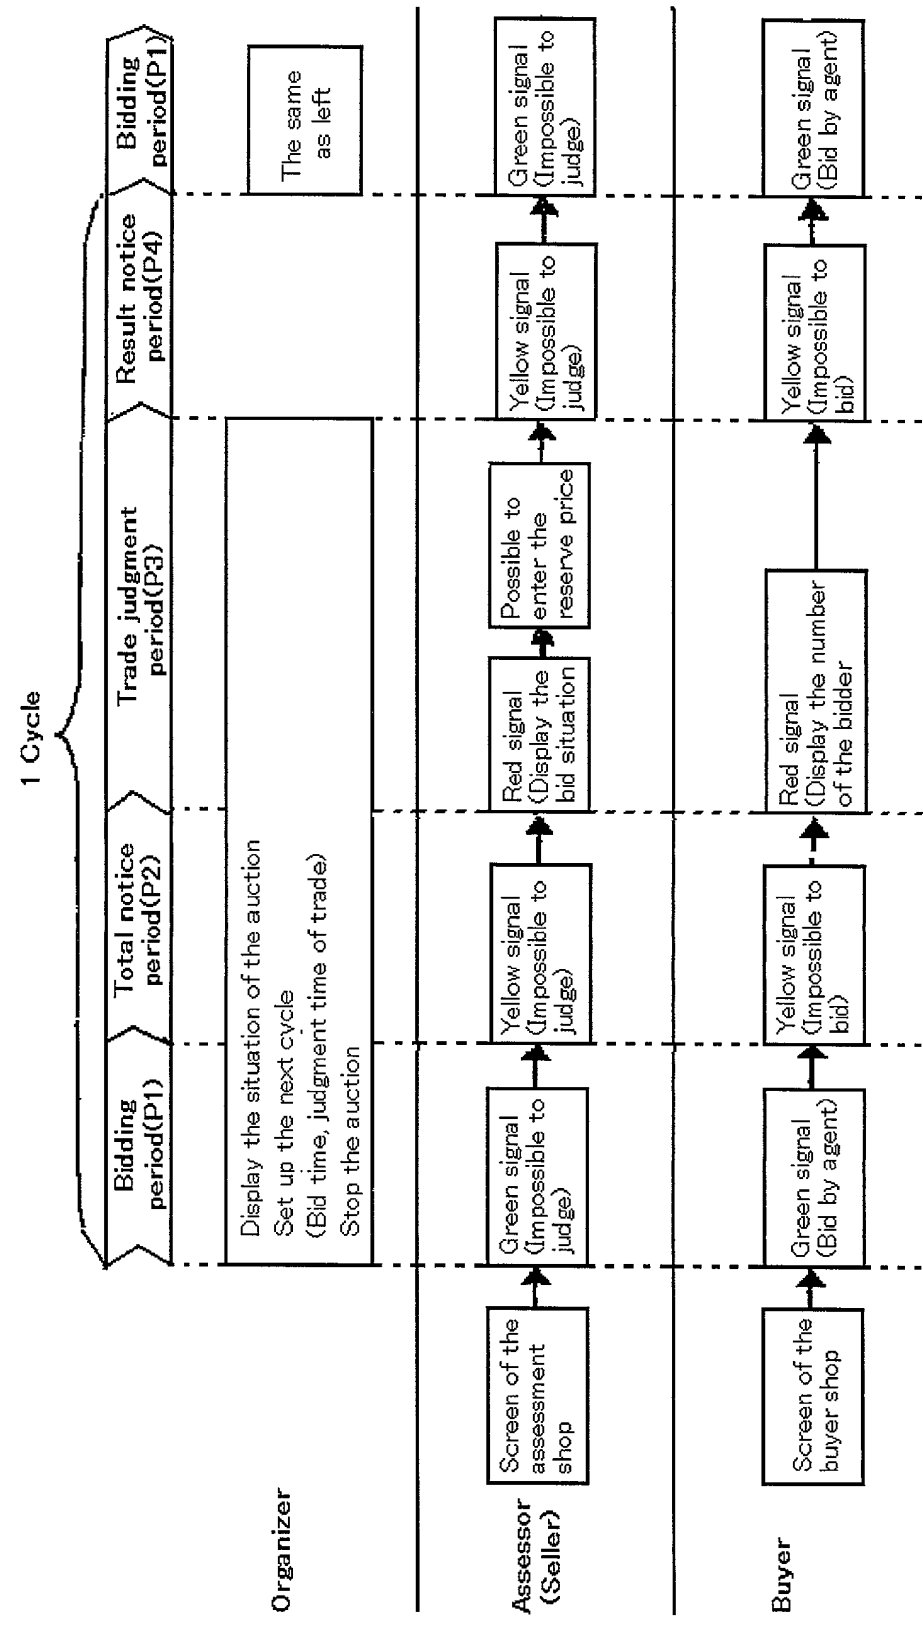 1 Cycle
Bidding
period(P1)
Total notice
period(P2)
Trade judgment
period(P3)
Result notice
period(P4)
Bidding
period(P1)
Organizer
Display the situation of the auction
Set up the next cycle
(Bid time, judgment time of trade)
Stop the auction
The same
as left
Assessor
(Seller)
Screen of the
assessment
shop
Green signal
(Impossible to
judge)
Yellow signal
(Impossible to
judge)
Red signal
(Display the
bid situation
Possible to
enter the
reserve price
Yellow signal
(Impossible to
judge)
Green signal
(Impossible to
judge)
Buyer
Screen of the
buyer shop
Green signal
(Bid by agent)
Yellow signal
(Impossible to
bid)
Red signal
(Display the number
of the bidder
Yellow signal
(Impossible to
bid)
Green signal
(Bid by agent)